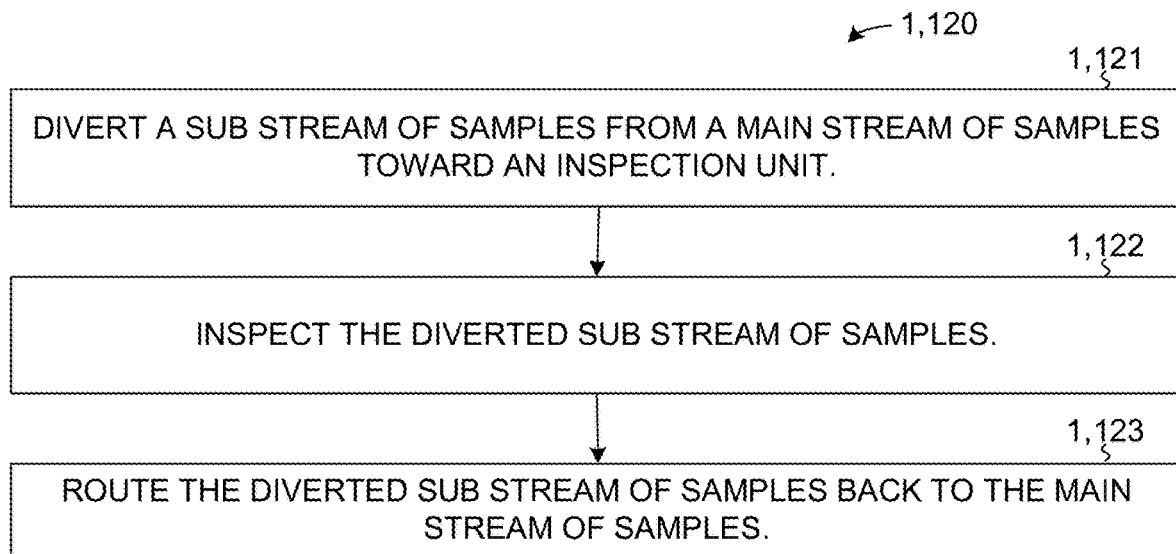 1,120
1,121
DIVERT A SUB STREAM OF SAMPLES FROM A MAIN STREAM OF SAMPLES
TOWARD AN INSPECTION UNIT.
1,122
INSPECT THE DIVERTED SUB STREAM OF SAMPLES.
1,123
ROUTE THE DIVERTED SUB STREAM OF SAMPLES BACK TO THE MAIN
STREAM OF SAMPLES.